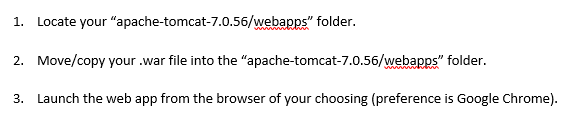 1. Locate your “apache-tomcat-7.0.56/webapps” folder.
2. Move/copy your .war file into the “apache-tomcat-7.0.56/webapps” folder.
3. Launch the web app from the browser of your choosing (preference is Google Chrome).